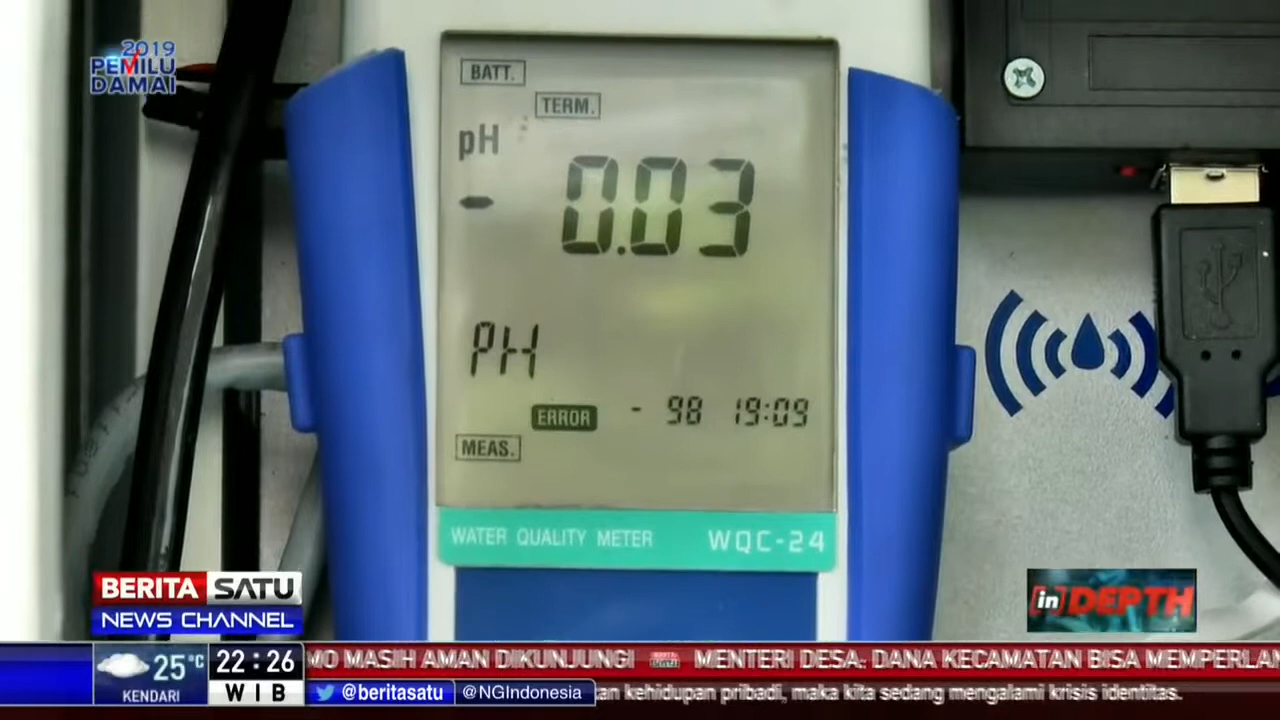 2019
PEMILU
DAMAI
BATT.
TERM.
pH
- 0.03
PH
ERROR - 98 19:09
MEAS.
WATER QUALITY METER WQC-24
BERITA SATU
NEWS CHANNEL
[in] DEPTH
25°C
KENDARI
22:26
WIB
MO MASIH AMAN DIKUNJUNGI MENTERI DESA: DANA KECAMATAN BISA MEMPERLAN
@beritasatu @NGIndonesia kan kehidupan pribadi, maka kita sedang mengalami krisis identitas.